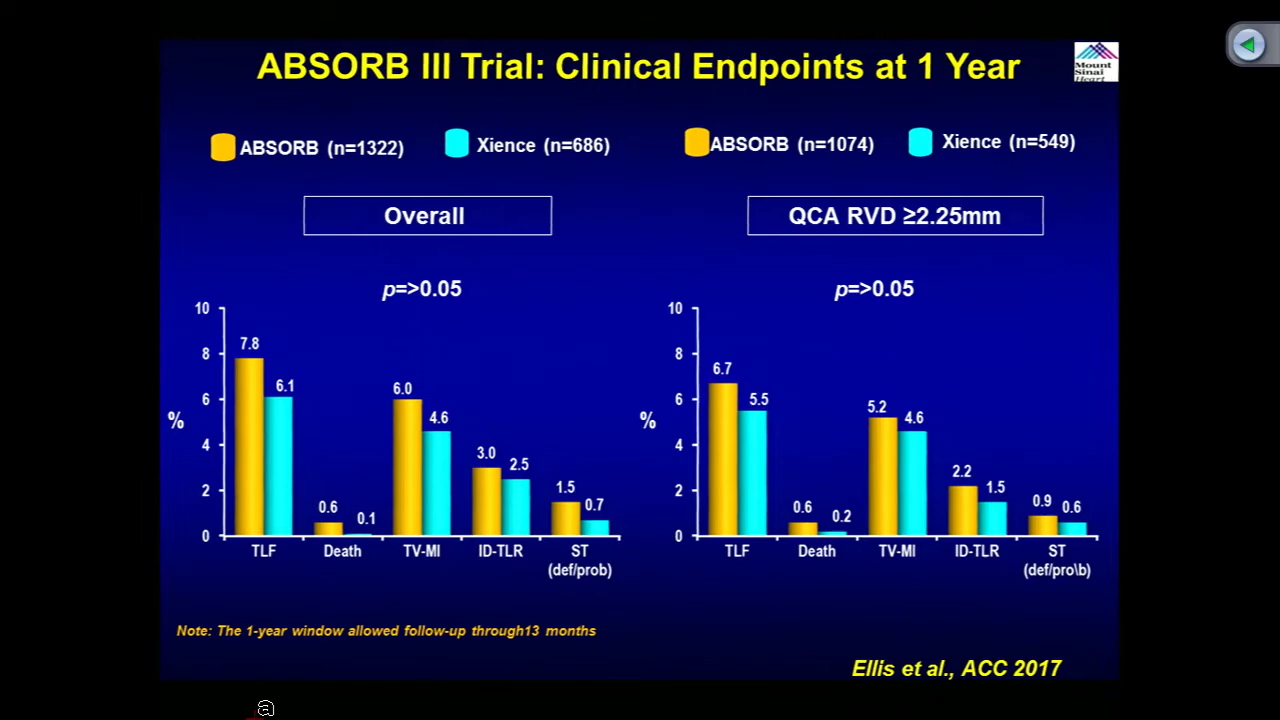 ABSORB III Trial: Clinical Endpoints at 1 Year
Mount
Sinai
Heart
ABSORB (n=1322)
Xience (n=686)
ABSORB (n=1074)
Xience (n=549)
Overall
QCA RVD ≥2.25mm
p=>0.05
10
8
6
4
2
0
%
7.8
6.1
0.6
0.1
6.0
4.6
3.0
2.5
1.5
0.7
TLF
Death
TV-MI
ID-TLR
ST
(def/prob)
p=>0.05
10
8
6
4
2
0
%
6.7
5.5
0.6
0.2
5.2
4.6
2.2
1.5
0.9
0.6
TLF
Death
TV-MI
ID-TLR
ST
(def/pro\b)
Note: The 1-year window allowed follow-up through13 months
Ellis et al., ACC 2017
a